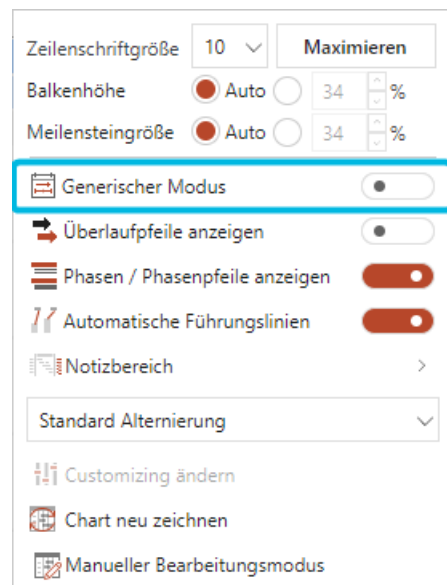 Zeilenschriftgröße 10 Maximieren
Balkenhöhe Auto 34 %
Meilensteingröße Auto 34 %
Generischer Modus
Überlaufpfeile anzeigen
Phasen / Phasenpfeile anzeigen
Automatische Führungslinien
Notizbereich
Standard Alternierung
Customizing ändern
Chart neu zeichnen
Manueller Bearbeitungsmodus